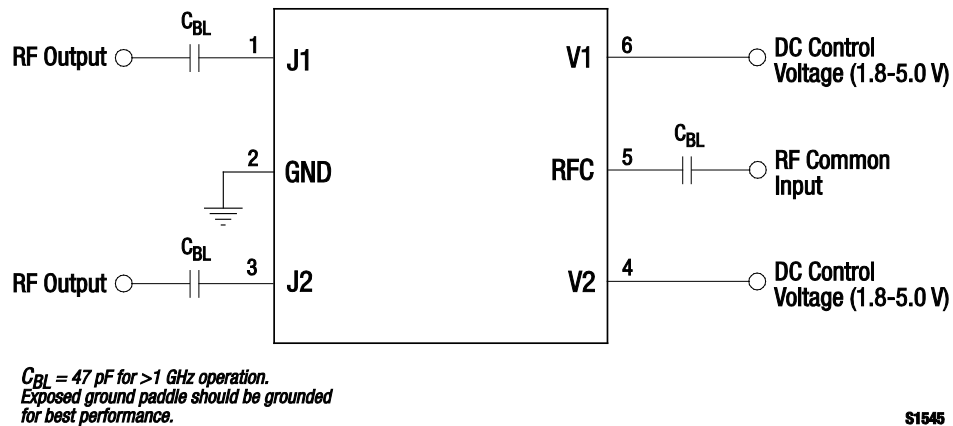 C_BL
RF Output
1
J1
V1
6
DC Control
Voltage (1.8-5.0 V)
2
GND
C_BL
RFC
5
RF Common
Input
C_BL
RF Output
3
J2
V2
4
DC Control
Voltage (1.8-5.0 V)
C_BL = 47 pF for >1 GHz operation.
Exposed ground paddle should be grounded
for best performance.
S1545